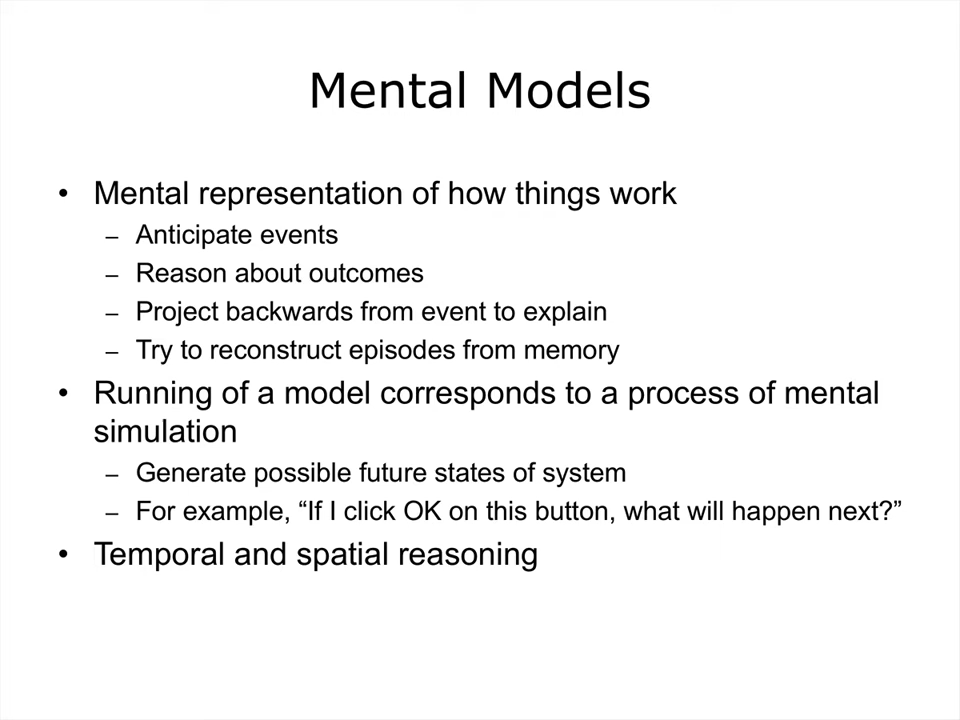 Mental Models
• Mental representation of how things work
– Anticipate events
– Reason about outcomes
– Project backwards from event to explain
– Try to reconstruct episodes from memory
• Running of a model corresponds to a process of mental
simulation
– Generate possible future states of system
– For example, “If I click OK on this button, what will happen next?”
• Temporal and spatial reasoning